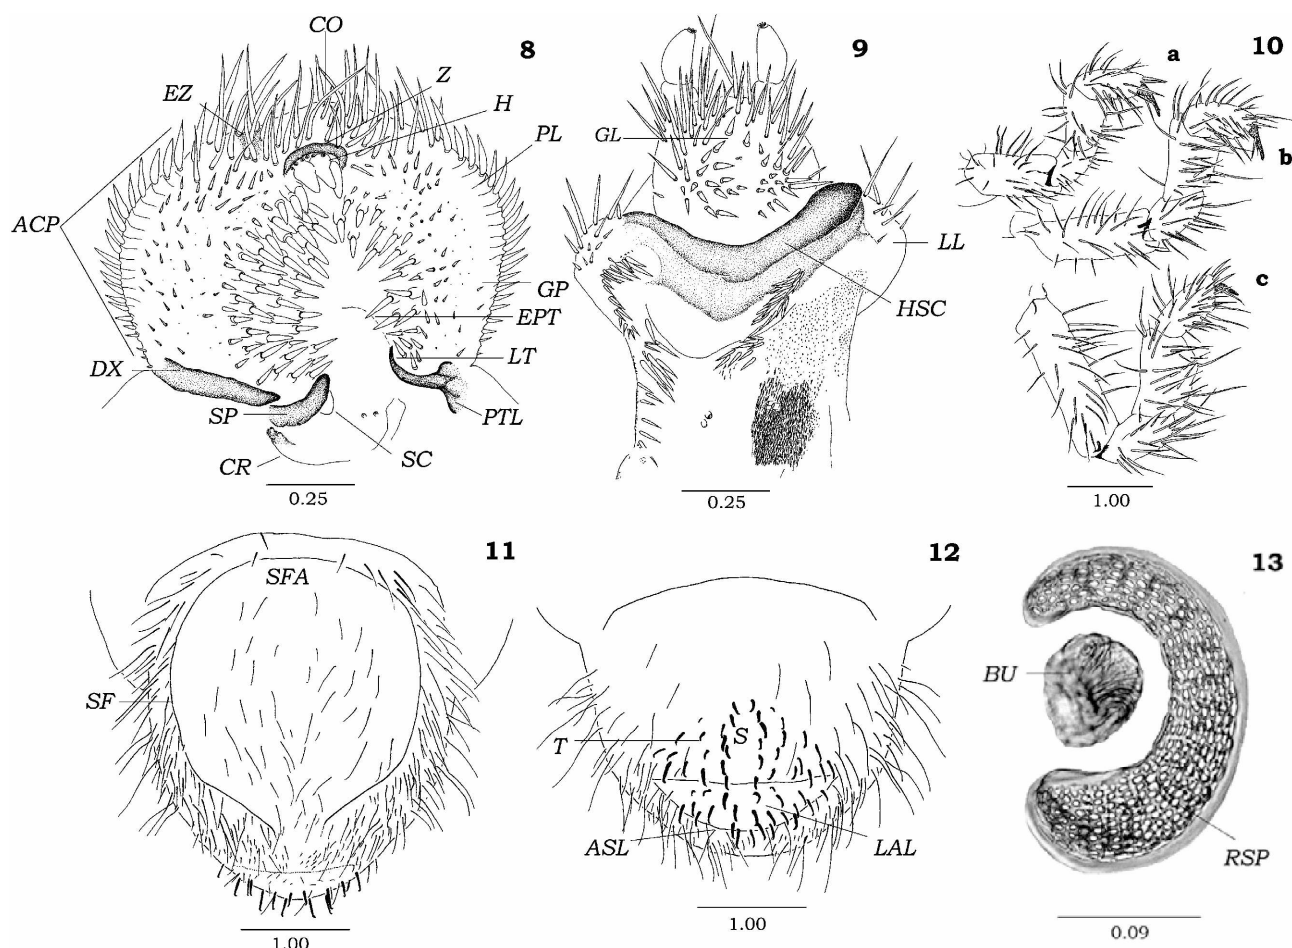 8
CO
Z
EZ
H
PL
ACP
GP
EPT
LT
DX
SP
PTL
SC
CR
0.25
9
GL
LL
HSC
0.25
10
a
b
c
1.00
11
SFA
SF
1.00
12
T
S
ASL
LAL
1.00
13
BU
RSP
0.09